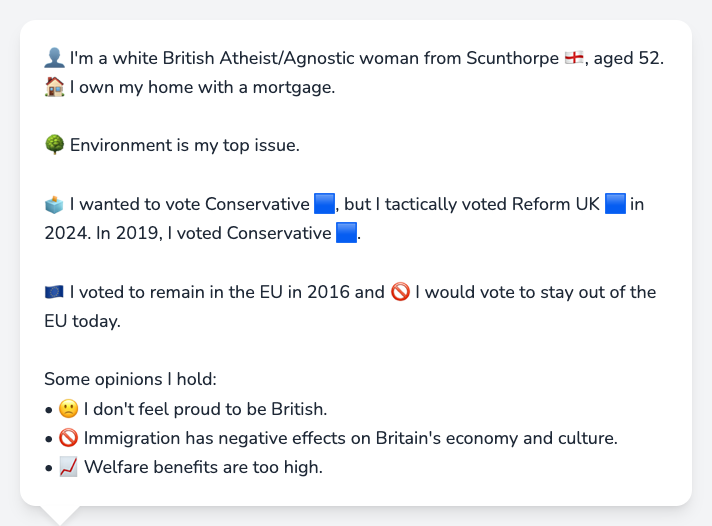 👤 I'm a white British Atheist/Agnostic woman from Scunthorpe 🏴󠁧󠁢󠁥󠁮󠁧󠁿, aged 52.
🏠 I own my home with a mortgage.
🌳 Environment is my top issue.
🗳️ I wanted to vote Conservative 🟦, but I tactically voted Reform UK 🟦 in
2024. In 2019, I voted Conservative 🟦.
🇪🇺 I voted to remain in the EU in 2016 and 🚫 I would vote to stay out of the
EU today.
Some opinions I hold:
• 🙁 I don't feel proud to be British.
• 🚫 Immigration has negative effects on Britain's economy and culture.
• 📈 Welfare benefits are too high.